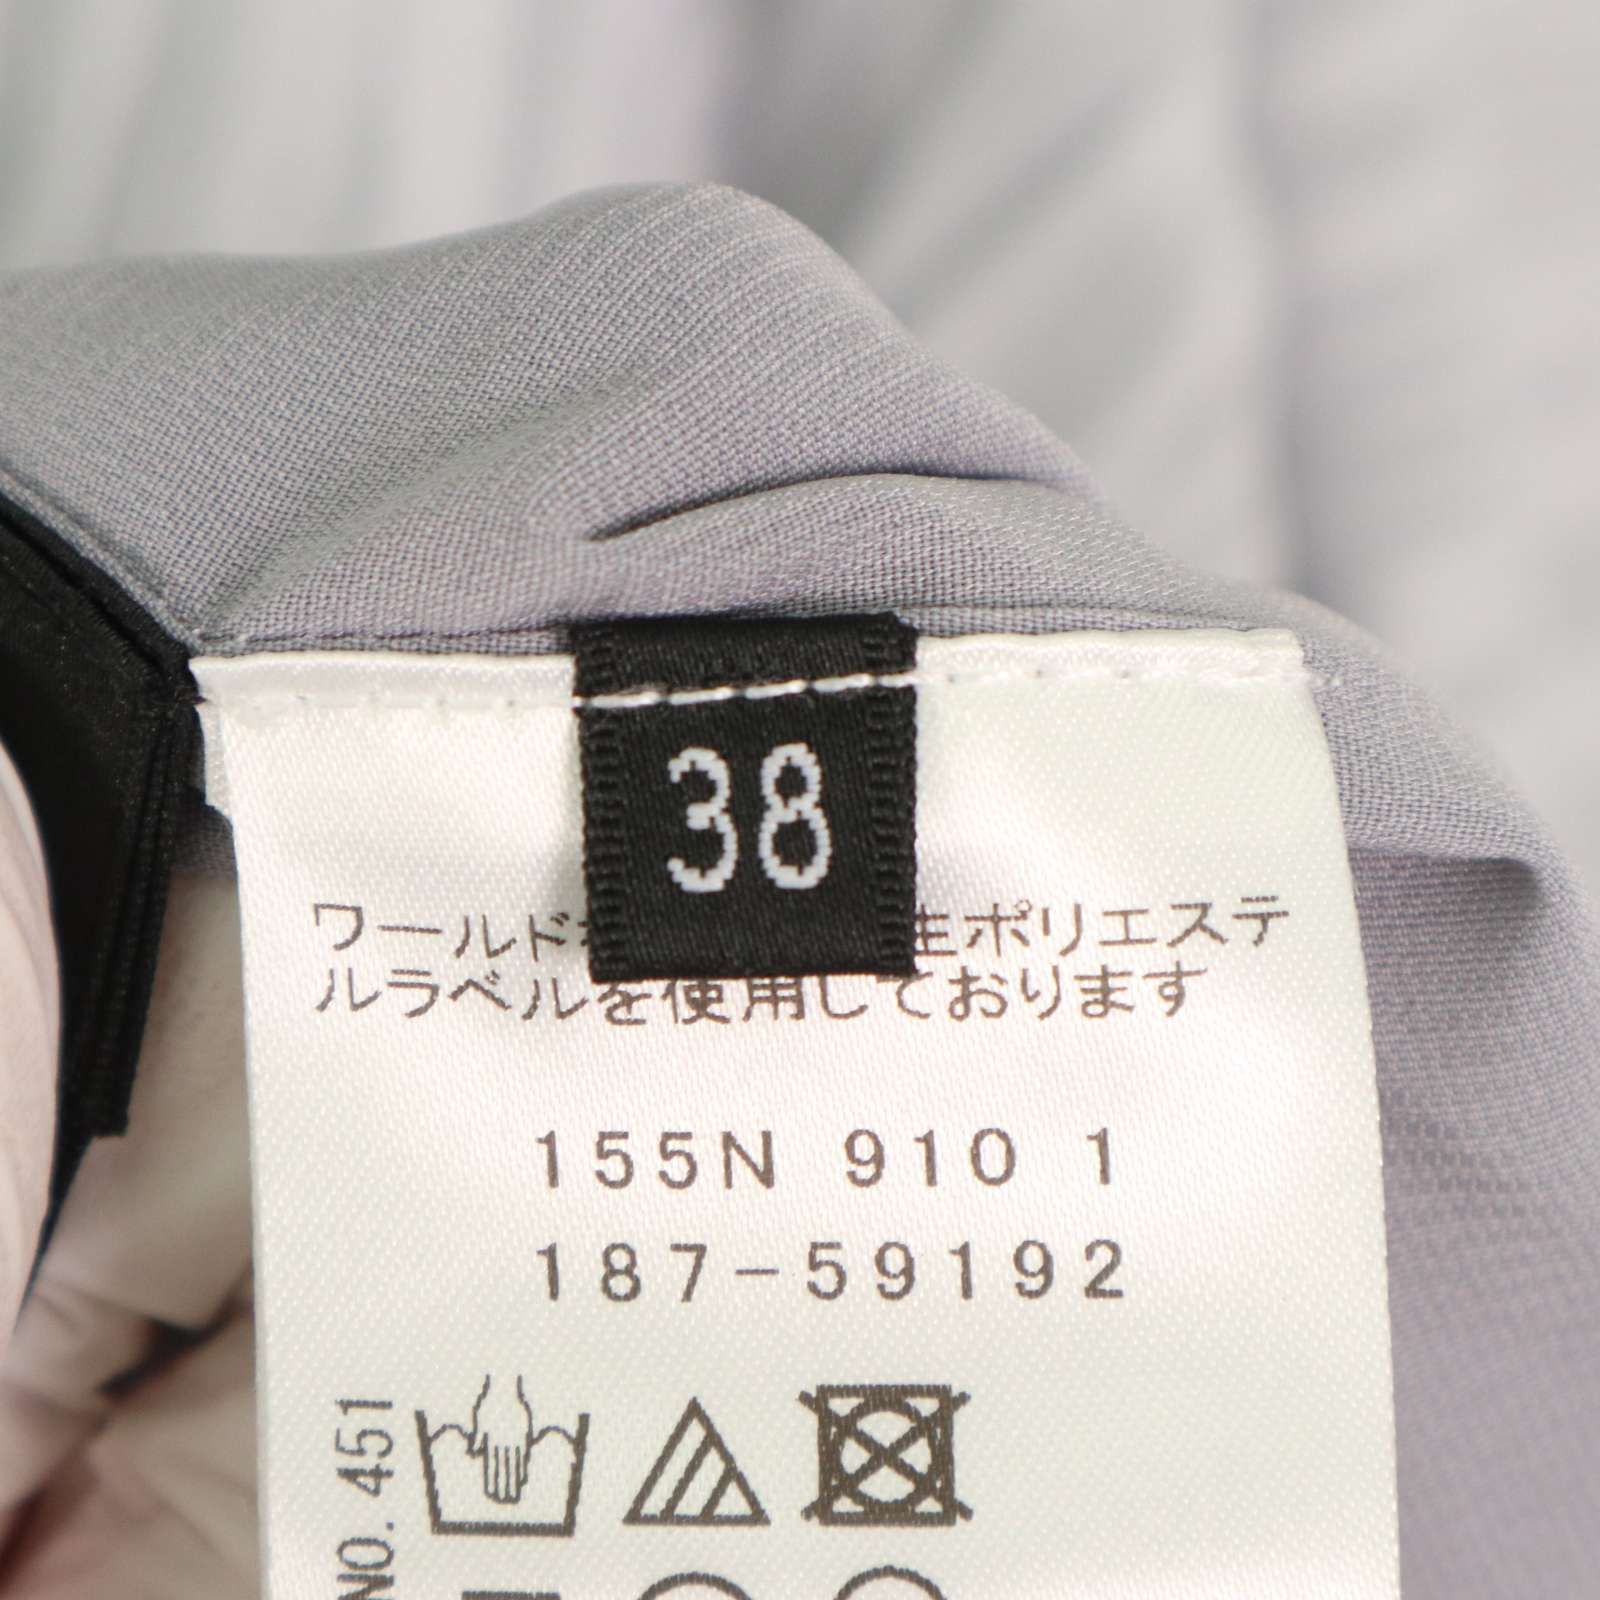 38
ワールド 生ポリエステ
ルラベルを使用しております
155N 910 1
187-59192
NO. 451